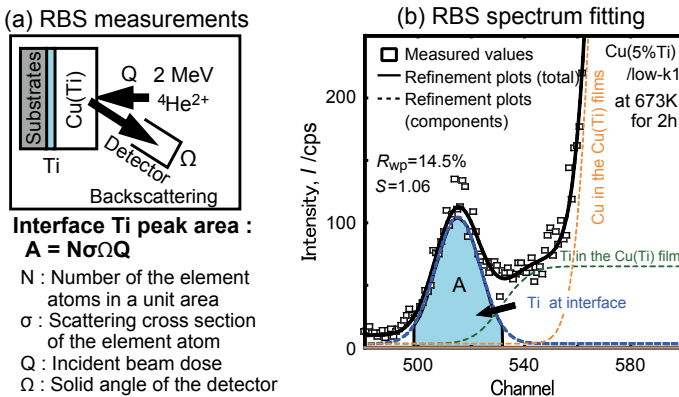 (a) RBS measurements
Substrates
Cu(Ti)
Q
2 MeV
⁴He²⁺
Detector
Ω
Ti
Backscattering
Interface Ti peak area :
A = NσΩQ
N : Number of the element
atoms in a unit area
σ : Scattering cross section
of the element atom
Q : Incident beam dose
Ω : Solid angle of the detector
(b) RBS spectrum fitting
Measured values
Refinement plots (total)
Refinement plots
(components)
Cu(5%Ti)
/low-k1
at 673K
for 2h
R wp=14.5%
S=1.06
Cu in the Cu(Ti) films
Ti in the Cu(Ti) film
Ti at interface
A
Intensity, I /cps
200
100
0
500
540
580
Channel